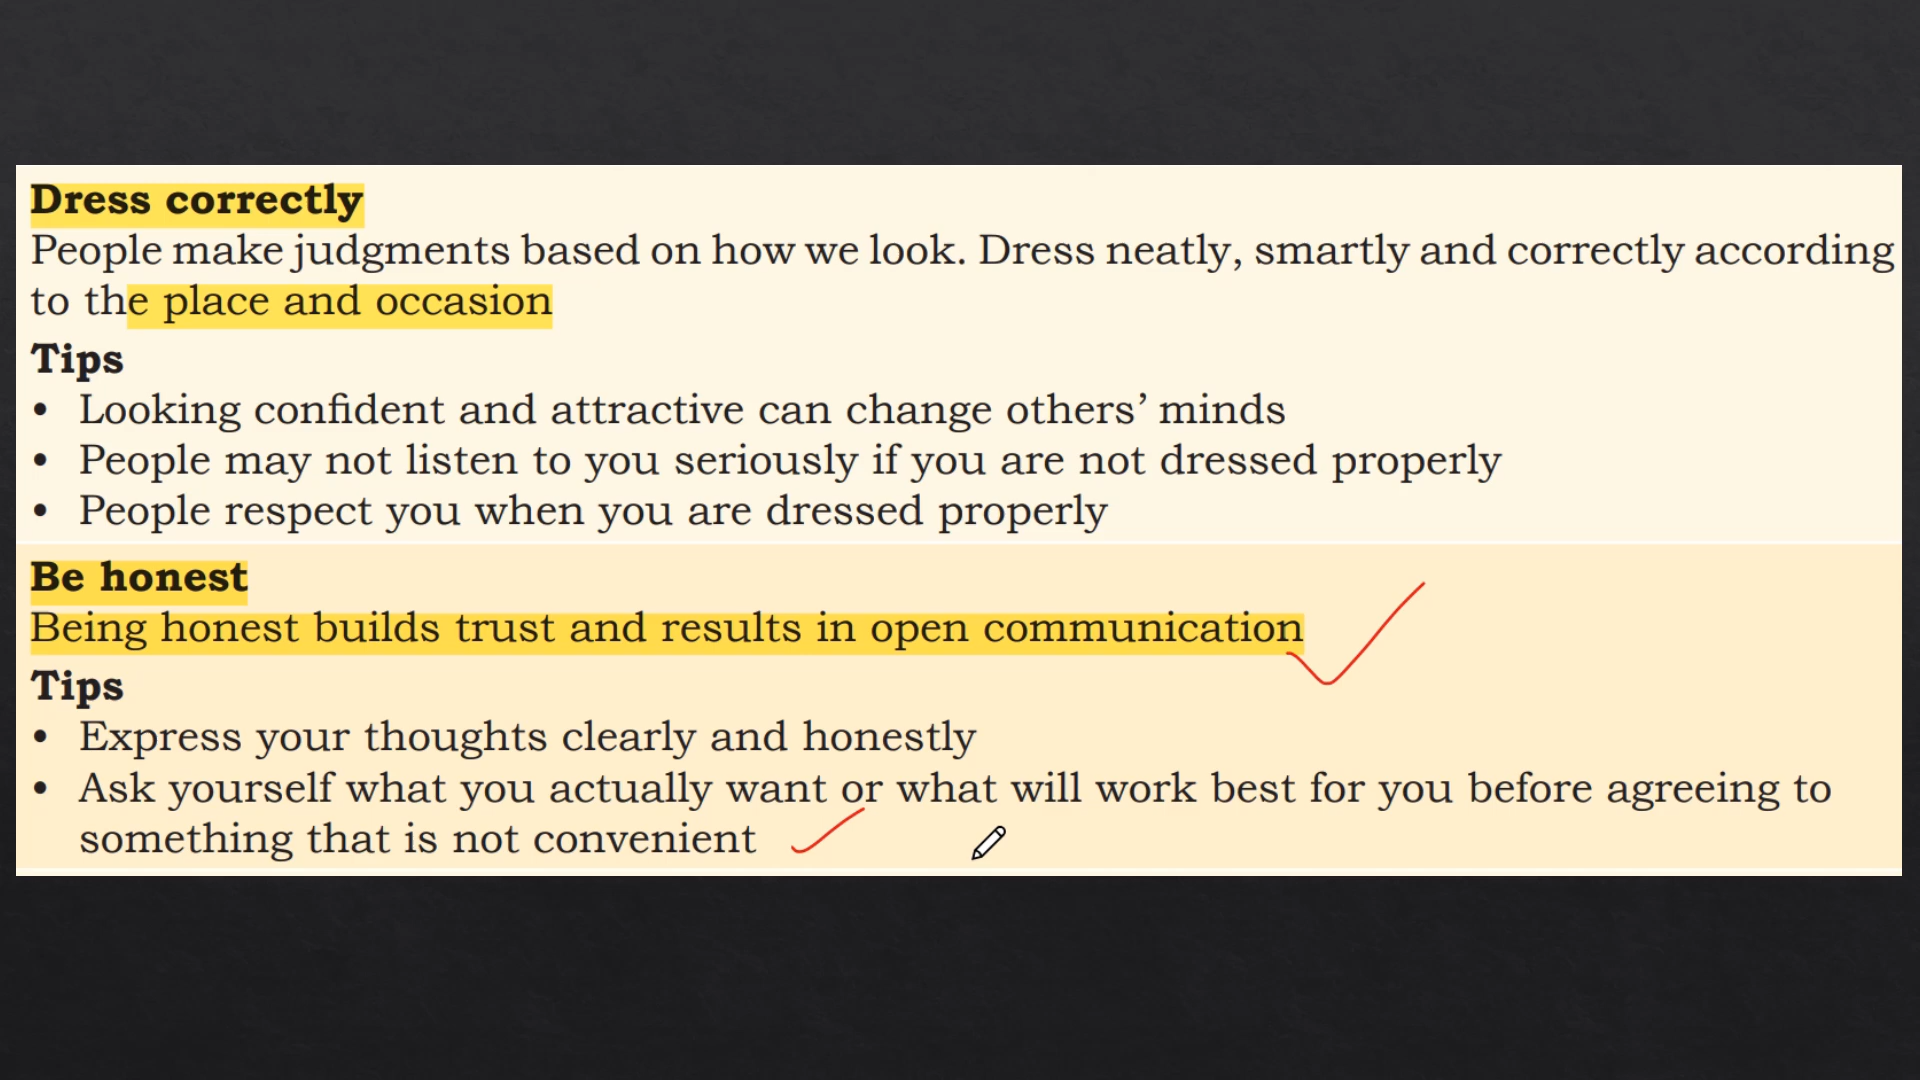 Dress correctly
People make judgments based on how we look. Dress neatly, smartly and correctly according
to the place and occasion
Tips
• Looking confident and attractive can change others’ minds
• People may not listen to you seriously if you are not dressed properly
• People respect you when you are dressed properly
Be honest
Being honest builds trust and results in open communication
Tips
• Express your thoughts clearly and honestly
• Ask yourself what you actually want or what will work best for you before agreeing to
something that is not convenient